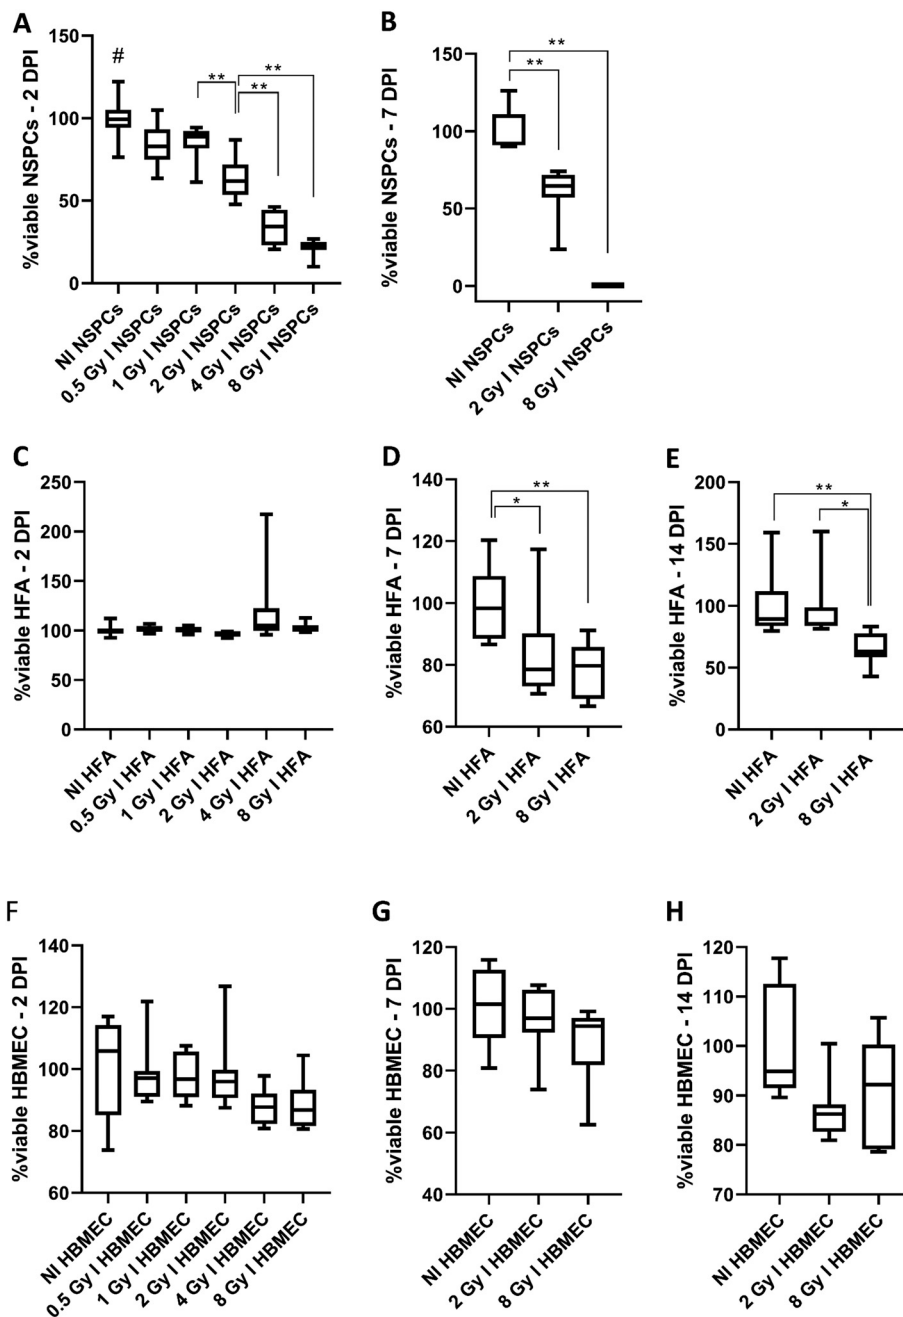 A
%viable NSPCs - 2 DPI
150
100
50
0
#
**
**
**
NI NSPCs
0.5 Gy I NSPCs
1 Gy I NSPCs
2 Gy I NSPCs
4 Gy I NSPCs
8 Gy I NSPCs
B
%viable NSPCs - 7 DPI
150
100
50
0
**
**
NI NSPCs
2 Gy I NSPCs
8 Gy I NSPCs
C
%viable HFA - 2 DPI
250
200
150
100
50
0
NI HFA
0.5 Gy I HFA
1 Gy I HFA
2 Gy I HFA
4 Gy I HFA
8 Gy I HFA
D
%viable HFA - 7 DPI
140
120
100
80
60
**
*
NI HFA
2 Gy I HFA
8 Gy I HFA
E
%viable HFA - 14 DPI
200
150
100
50
0
**
*
NI HFA
2 Gy I HFA
8 Gy I HFA
F
%viable HBMEC - 2 DPI
140
120
100
80
60
NI HBMEC
0.5 Gy I HBMEC
1 Gy I HBMEC
2 Gy I HBMEC
4 Gy I HBMEC
8 Gy I HBMEC
G
%viable HBMEC - 7 DPI
120
100
80
60
40
NI HBMEC
2 Gy I HBMEC
8 Gy I HBMEC
H
%viable HBMEC - 14 DPI
120
110
100
90
80
70
NI HBMEC
2 Gy I HBMEC
8 Gy I HBMEC